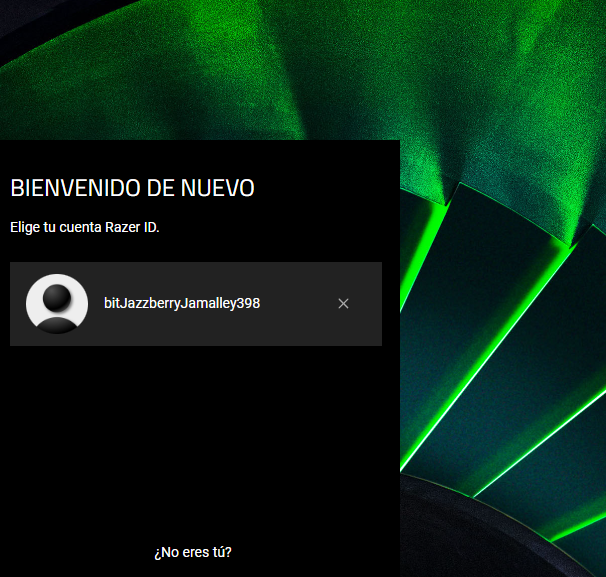 BIENVENIDO DE NUEVO
Elige tu cuenta Razer ID.
bitJazzberryJamalley398
¿No eres tú?